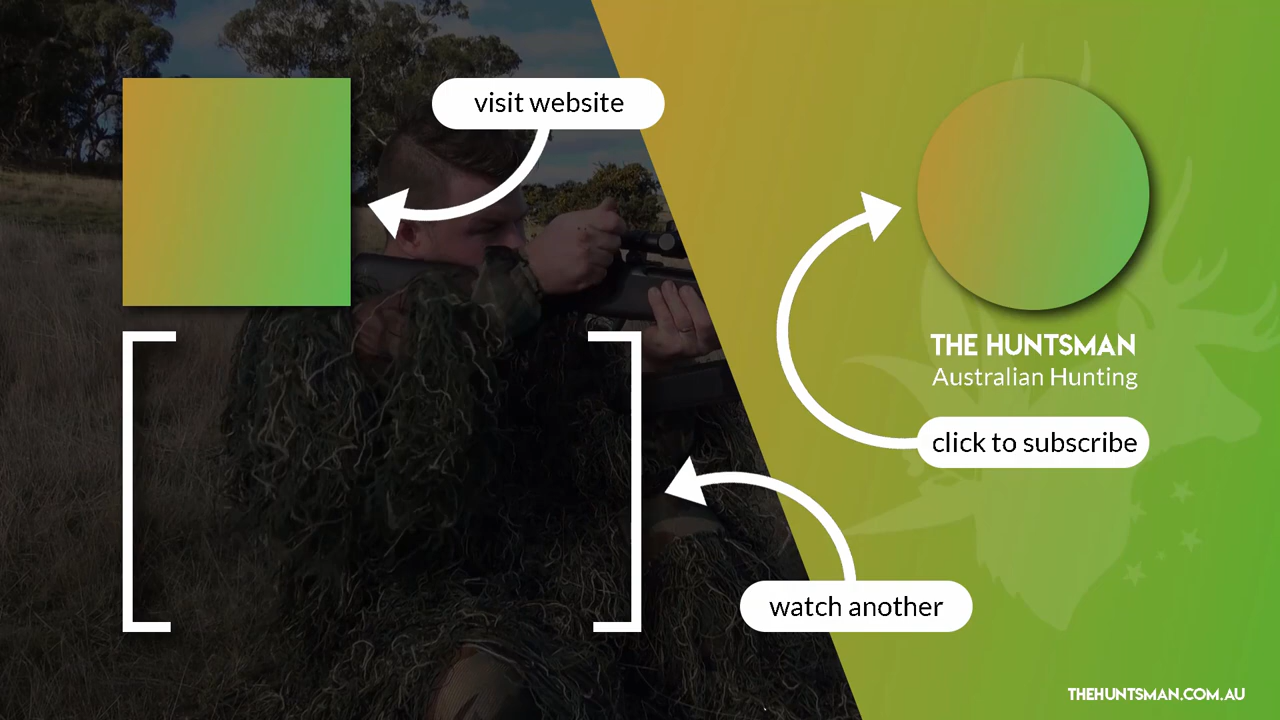 visit website
THE HUNTSMAN
Australian Hunting
click to subscribe
watch another
THEHUNTSMAN.COM.AU